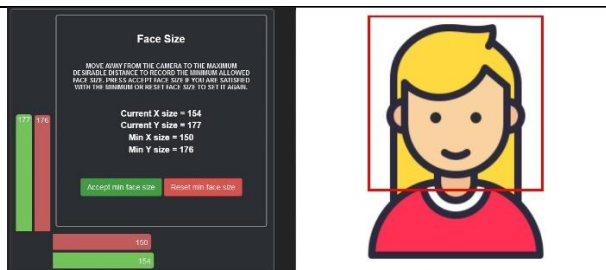 Face Size
MOVE AWAY FROM THE CAMERA TO THE MAXIMUM
DESIRABLE DISTANCE TO RECORD THE MINIMUM ALLOWED
FACE SIZE. PRESS ACCEPT FACE SIZE IF YOU ARE SATISFIED
WITH THE MINIMUM OR RESET FACE SIZE TO SET IT AGAIN.
Current X size = 154
Current Y size = 177
Min X size = 150
Min Y size = 176
177 176
Accept min face size Reset min face size
150
154